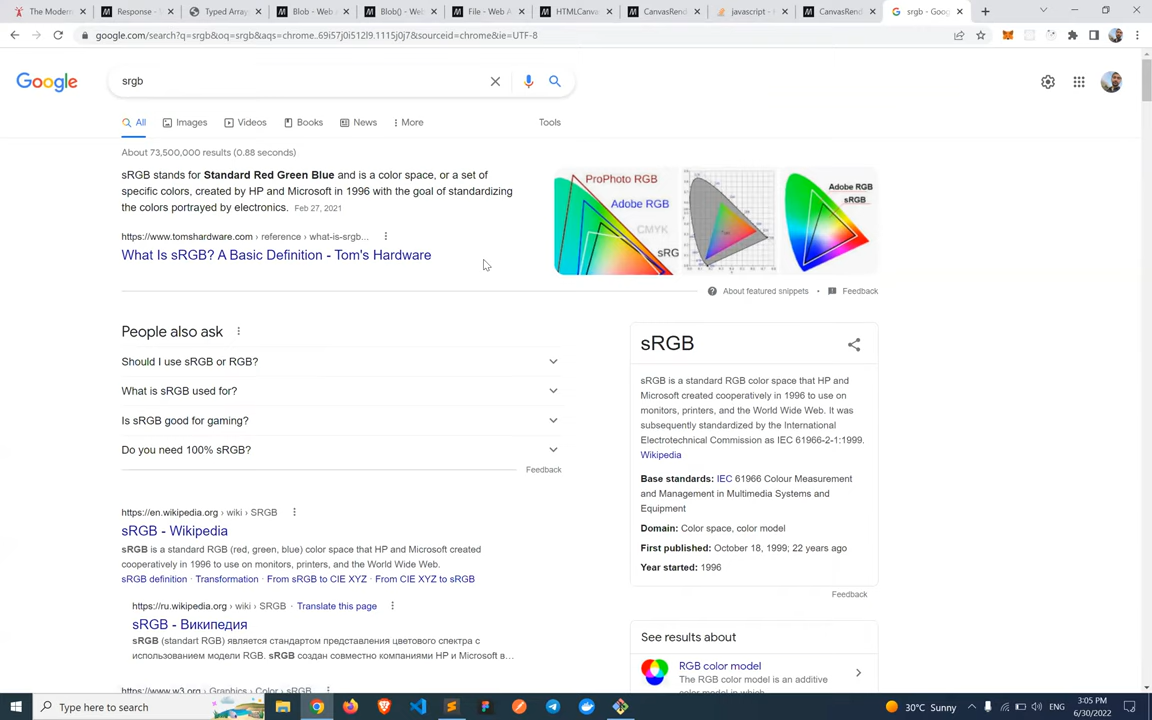 The Modern
Response -
Typed Array
Blob - Web
Blob() - Web
File - Web A
HTMLCanv
CanvasRend
javascript -
CanvasRend
srgb - Goog
google.com/search?q=srgb&oq=srgb&aqs=chrome..69i57j0i512l9.1115j0j7&sourceid=chrome&ie=UTF-8
Google
srgb
All
Images
Videos
Books
News
More
Tools
About 73,500,000 results (0.88 seconds)
sRGB stands for Standard Red Green Blue and is a color space, or a set of
specific colors, created by HP and Microsoft in 1996 with the goal of standardizing
the colors portrayed by electronics. Feb 27, 2021
https://www.tomshardware.com › reference › what-is-srgb...
What Is sRGB? A Basic Definition - Tom's Hardware
ProPhoto RGB
Adobe RGB
CMYK
sRG
Adobe RGB
sRGB
About featured snippets • Feedback
People also ask
Should I use sRGB or RGB?
What is sRGB used for?
Is sRGB good for gaming?
Do you need 100% sRGB?
Feedback
https://en.wikipedia.org › wiki › SRGB
sRGB - Wikipedia
sRGB is a standard RGB (red, green, blue) color space that HP and Microsoft created
cooperatively in 1996 to use on monitors, printers, and the World Wide Web.
sRGB definition · Transformation · From sRGB to CIE XYZ · From CIE XYZ to sRGB
https://ru.wikipedia.org › wiki › SRGB · Translate this page
sRGB - Википедия
sRGB (standart RGB) является стандартом представления цветового спектра с
использованием модели RGB. sRGB создан совместно компаниями HP и Microsoft в...
https://www.w3.org › Graphics › Color › sRGB
sRGB
sRGB is a standard RGB color space that HP and
Microsoft created cooperatively in 1996 to use on
monitors, printers, and the World Wide Web. It was
subsequently standardized by the International
Electrotechnical Commission as IEC 61966-2-1:1999.
Wikipedia
Base standards: IEC 61966 Colour Measurement
and Management in Multimedia Systems and
Equipment
Domain: Color space, color model
First published: October 18, 1999; 22 years ago
Year started: 1996
Feedback
See results about
RGB color model
The RGB color model is an additive
color model in which
Type here to search
30°C Sunny
ENG
3:05 PM
6/30/2022